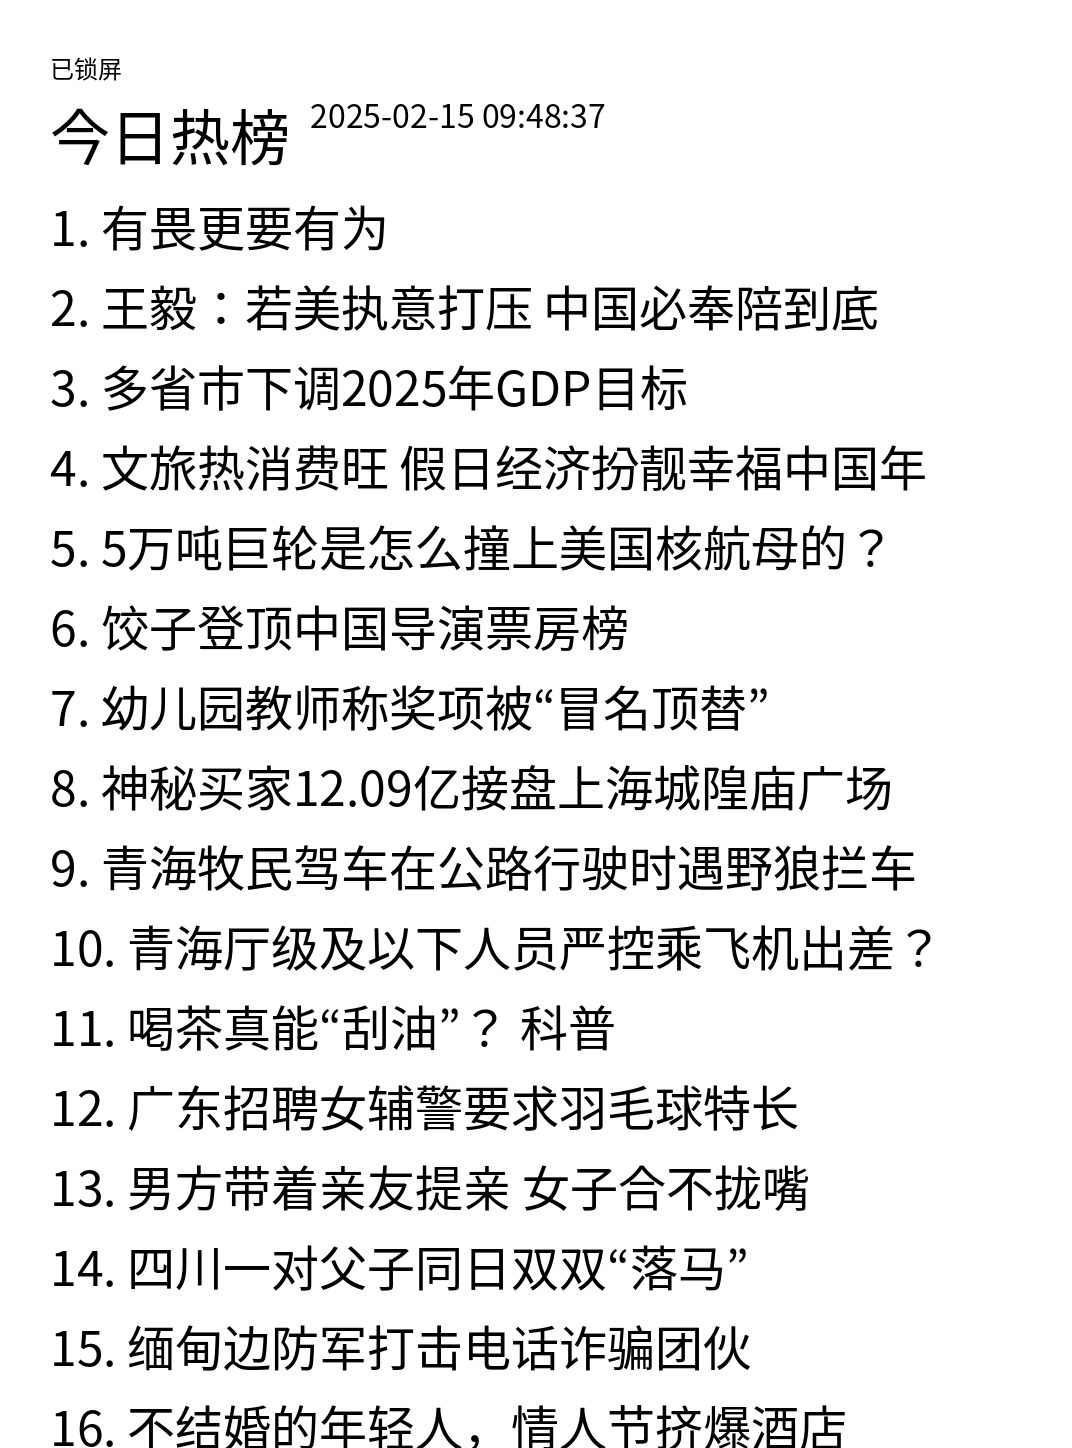 已锁屏
今日热榜 2025-02-15 09:48:37
1. 有畏更要有为
2. 王毅：若美执意打压 中国必奉陪到底
3. 多省市下调2025年GDP目标
4. 文旅热消费旺 假日经济扮靓幸福中国年
5. 5万吨巨轮是怎么撞上美国核航母的？
6. 饺子登顶中国导演票房榜
7. 幼儿园教师称奖项被“冒名顶替”
8. 神秘买家12.09亿接盘上海城隍庙广场
9. 青海牧民驾车在公路行驶时遇野狼拦车
10. 青海厅级及以下人员严控乘飞机出差？
11. 喝茶真能“刮油”？ 科普
12. 广东招聘女辅警要求羽毛球特长
13. 男方带着亲友提亲 女子合不拢嘴
14. 四川一对父子同日双双“落马”
15. 缅甸边防军打击电话诈骗团伙
16. 不结婚的年轻人，情人节挤爆酒店